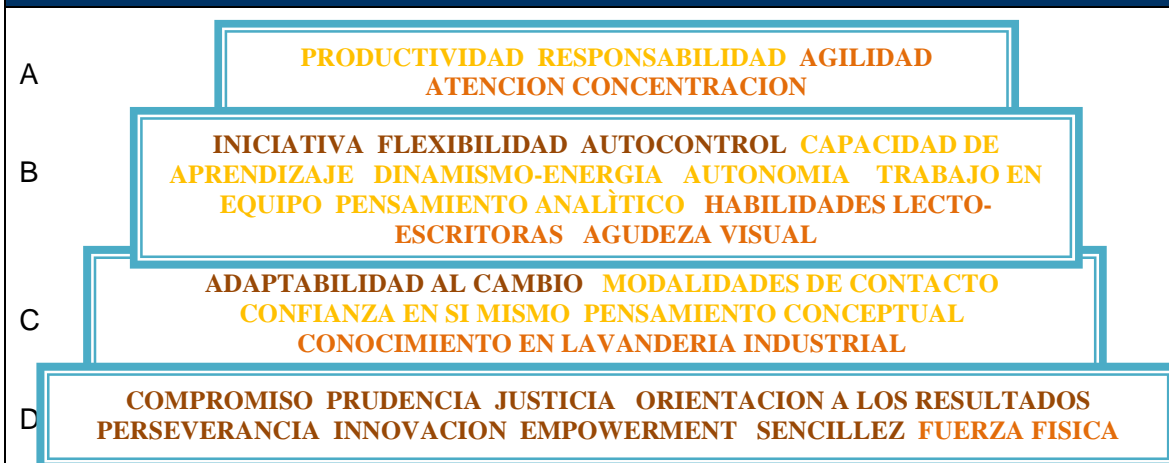 A
PRODUCTIVIDAD RESPONSABILIDAD AGILIDAD
ATENCION CONCENTRACION
B
INICIATIVA FLEXIBILIDAD AUTOCONTROL CAPACIDAD DE
APRENDIZAJE DINAMISMO-ENERGIA AUTONOMIA TRABAJO EN
EQUIPO PENSAMIENTO ANALÌTICO HABILIDADES LECTO-
ESCRITORAS AGUDEZA VISUAL
C
ADAPTABILIDAD AL CAMBIO MODALIDADES DE CONTACTO
CONFIANZA EN SI MISMO PENSAMIENTO CONCEPTUAL
CONOCIMIENTO EN LAVANDERIA INDUSTRIAL
D
COMPROMISO PRUDENCIA JUSTICIA ORIENTACION A LOS RESULTADOS
PERSEVERANCIA INNOVACION EMPOWERMENT SENCILLEZ FUERZA FISICA